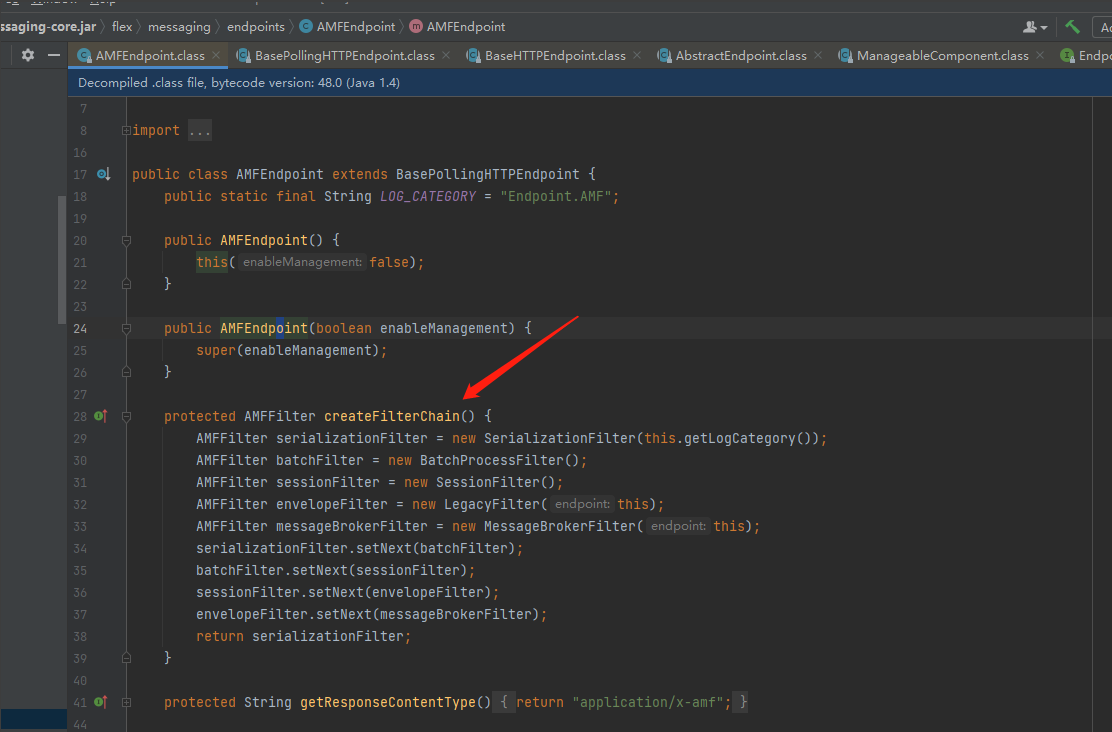 ssaging-core.jar flex messaging endpoints AMFEndpoint AMFEndpoint
AMFEndpoint.class BasePollingHTTPEndpoint.class BaseHTTPEndpoint.class AbstractEndpoint.class ManageableComponent.class Endpo
Decompiled .class file, bytecode version: 48.0 (Java 1.4)
7
8 import ...
16
17 public class AMFEndpoint extends BasePollingHTTPEndpoint {
18 public static final String LOG_CATEGORY = "Endpoint.AMF";
19
20 public AMFEndpoint() {
21 this( enableManagement: false);
22 }
23
24 public AMFEndpoint(boolean enableManagement) {
25 super(enableManagement);
26 }
27
28 protected AMFFilter createFilterChain() {
29 AMFFilter serializationFilter = new SerializationFilter(this.getLogCategory());
30 AMFFilter batchFilter = new BatchProcessFilter();
31 AMFFilter sessionFilter = new SessionFilter();
32 AMFFilter envelopeFilter = new LegacyFilter( endpoint: this);
33 AMFFilter messageBrokerFilter = new MessageBrokerFilter( endpoint: this);
34 serializationFilter.setNext(batchFilter);
35 batchFilter.setNext(sessionFilter);
36 sessionFilter.setNext(envelopeFilter);
37 envelopeFilter.setNext(messageBrokerFilter);
38 return serializationFilter;
39 }
40
41 protected String getResponseContentType() { return "application/x-amf"; }
44